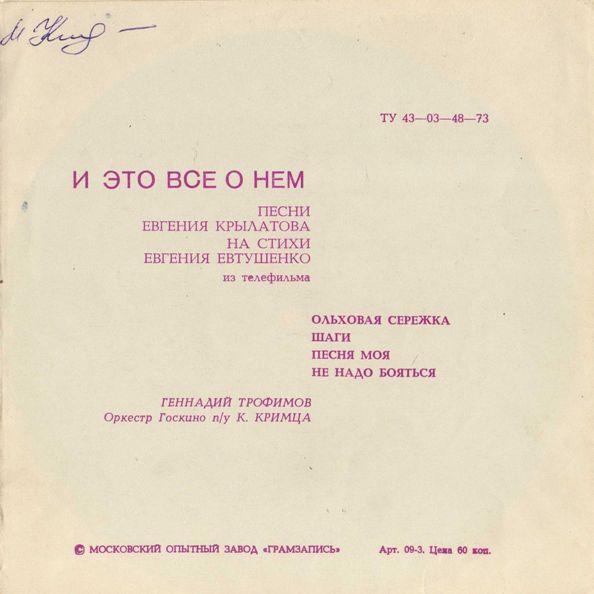 ТУ 43—03—48—73
И ЭТО ВСЕ О НЕМ
ПЕСНИ
ЕВГЕНИЯ КРЫЛАТОВА
НА СТИХИ
ЕВГЕНИЯ ЕВТУШЕНКО
из телефильма
ОЛЬХОВАЯ СЕРЕЖКА
ШАГИ
ПЕСНЯ МОЯ
НЕ НАДО БОЯТЬСЯ
ГЕННАДИЙ ТРОФИМОВ
Оркестр Госкино п/у К. КРИМЦА
© МОСКОВСКИЙ ОПЫТНЫЙ ЗАВОД «ГРАМЗАПИСЬ» Арт. 09-3. Цена 60 коп.